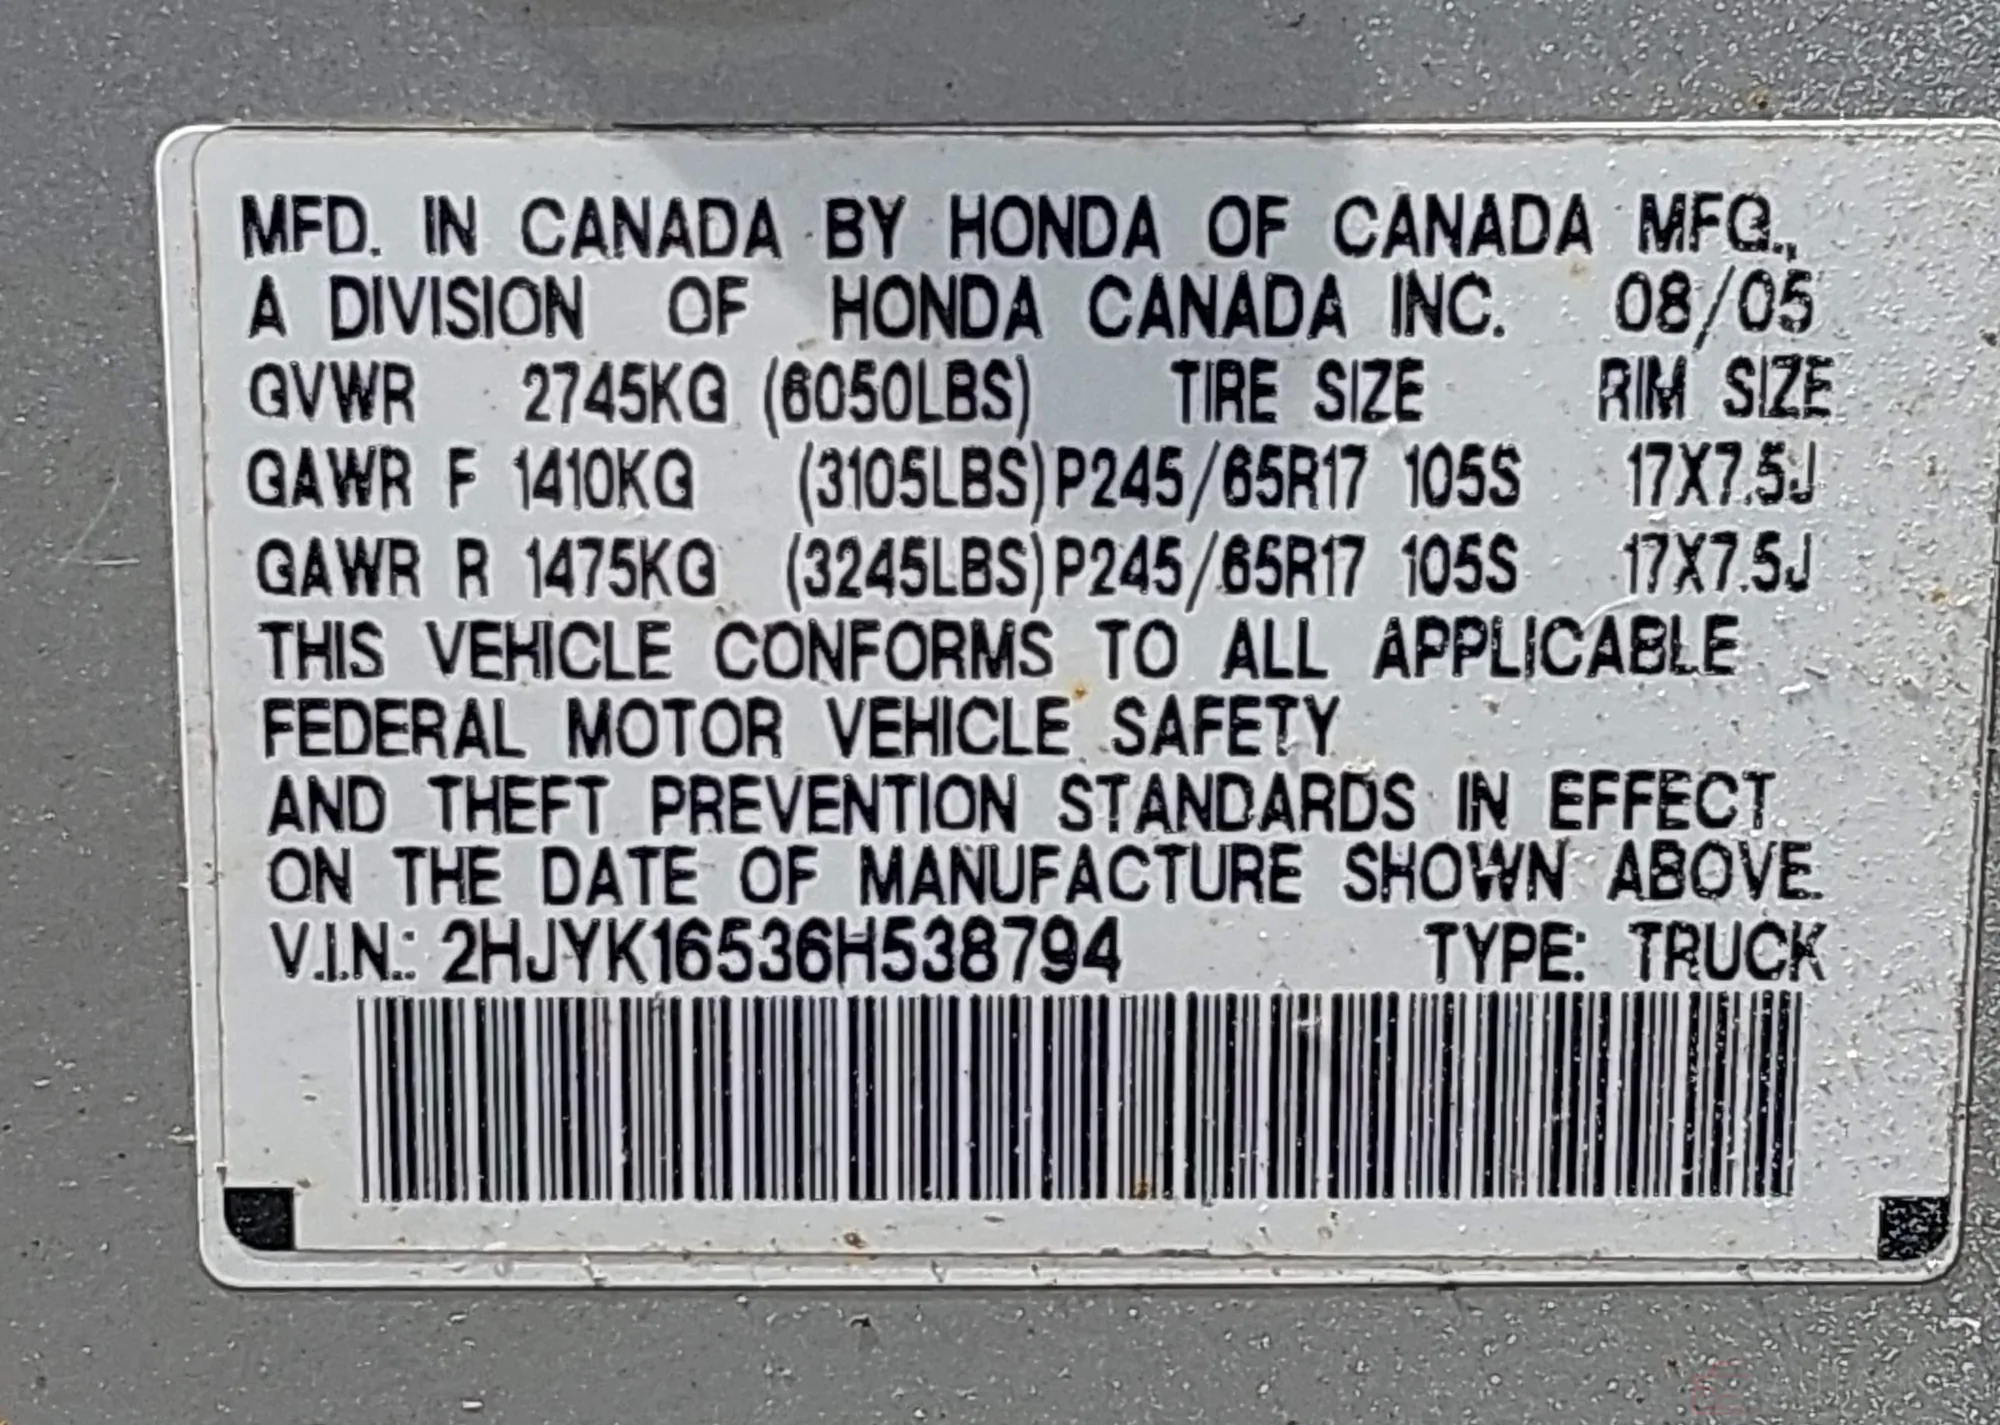 MFD. IN CANADA BY HONDA OF CANADA MFG.,
A DIVISION OF HONDA CANADA INC. 08/05
GVWR 2745KG (6050LBS) TIRE SIZE RIM SIZE
GAWR F 1410KG (3105LBS) P245/65R17 105S 17X7.5J
GAWR R 1475KG (3245LBS) P245/65R17 105S 17X7.5J
THIS VEHICLE CONFORMS TO ALL APPLICABLE
FEDERAL MOTOR VEHICLE SAFETY
AND THEFT PREVENTION STANDARDS IN EFFECT
ON THE DATE OF MANUFACTURE SHOWN ABOVE.
V.I.N.: 2HJYK16536H538794 TYPE: TRUCK